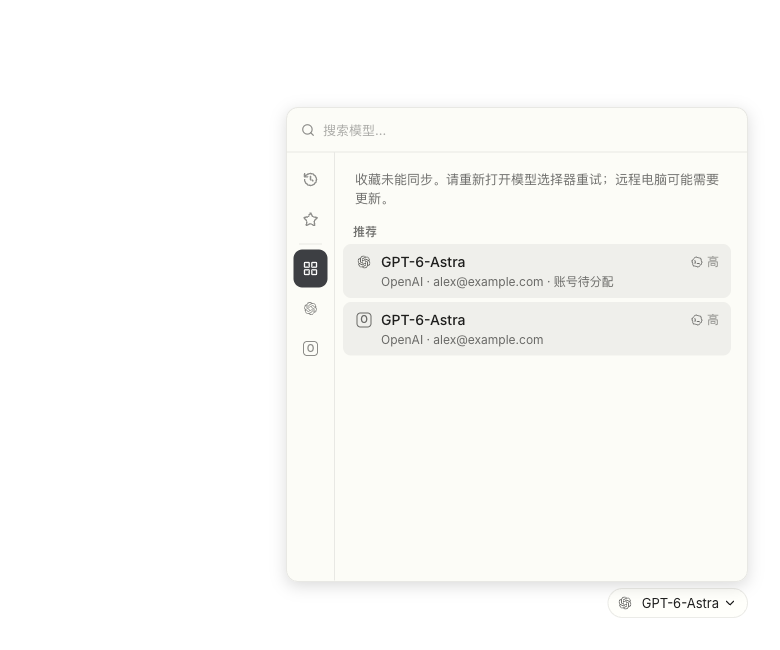 搜索模型...
收藏未能同步。请重新打开模型选择器重试；远程电脑可能需要
更新。
推荐
GPT-6-Astra 高
OpenAI · alex@example.com · 账号待分配
O GPT-6-Astra 高
OpenAI · alex@example.com
O
GPT-6-Astra